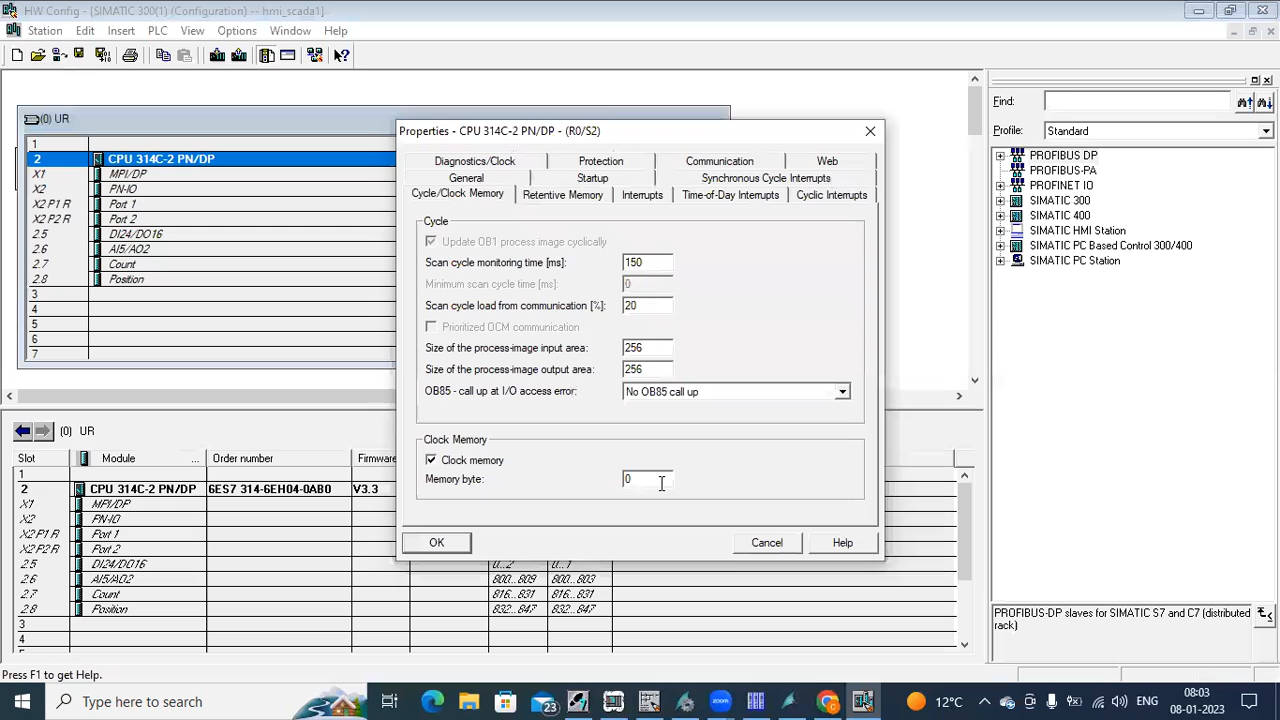 HW Config - [SIMATIC 300(1) (Configuration) -- hmi_scada1]
Station Edit Insert PLC View Options Window Help
(0) UR
1
2 CPU 314C-2 PN/DP
X1 MPI/DP
X2 PN-IO
X2 P1 R Port 1
X2 P2 R Port 2
2.5 DI24/DO16
2.6 AI5/AO2
2.7 Count
2.8 Position
3
4
5
6
7
Properties - CPU 314C-2 PN/DP - (R0/S2)
Diagnostics/Clock Protection Communication Web
General Startup Synchronous Cycle Interrupts
Cycle/Clock Memory Retentive Memory Interrupts Time-of-Day Interrupts Cyclic Interrupts
Cycle
Update OB1 process image cyclically
Scan cycle monitoring time [ms]: 150
Minimum scan cycle time [ms]: 0
Scan cycle load from communication [%]: 20
Prioritized OCM communication
Size of the process-image input area: 256
Size of the process-image output area: 256
OB85 - call up at I/O access error: No OB85 call up
Clock Memory
Clock memory
Memory byte: 0
OK Cancel Help
Find:
Profile: Standard
PROFIBUS DP
PROFIBUS-PA
PROFINET IO
SIMATIC 300
SIMATIC 400
SIMATIC HMI Station
SIMATIC PC Based Control 300/400
SIMATIC PC Station
PROFIBUS-DP slaves for SIMATIC S7 and C7 (distributed
rack)
(0) UR
Slot Module ... Order number Firmware
1
2 CPU 314C-2 PN/DP 6ES7 314-6EH04-0AB0 V3.3
X1 MPI/DP
X2 PN-IO
X2 P1 R Port 1
X2 P2 R Port 2
2.5 DI24/DO16 0...2 0...1
2.6 AI5/AO2 800...809 800...803
2.7 Count 816...831 816...831
2.8 Position 832...847 832...847
3
4
Press F1 to get Help.
Type here to search
23
zoom
12°C
ENG
08:03
08-01-2023